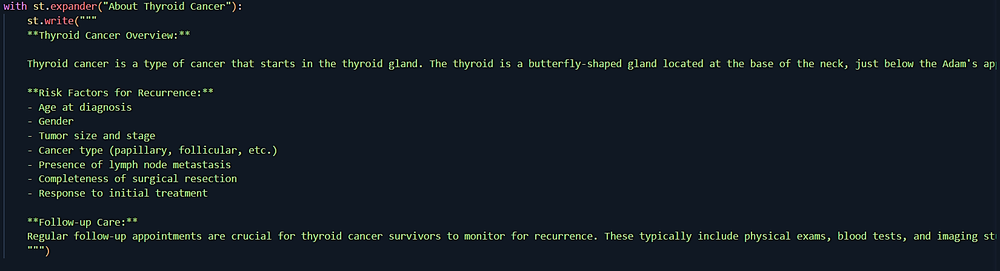 with st.expander("About Thyroid Cancer"):
st.write("""
**Thyroid Cancer Overview:**
Thyroid cancer is a type of cancer that starts in the thyroid gland. The thyroid is a butterfly-shaped gland located at the base of the neck, just below the Adam's
**Risk Factors for Recurrence:**
- Age at diagnosis
- Gender
- Tumor size and stage
- Cancer type (papillary, follicular, etc.)
- Presence of lymph node metastasis
- Completeness of surgical resection
- Response to initial treatment
**Follow-up Care:**
Regular follow-up appointments are crucial for thyroid cancer survivors to monitor for recurrence. These typically include physical exams, blood tests, and imaging
""")